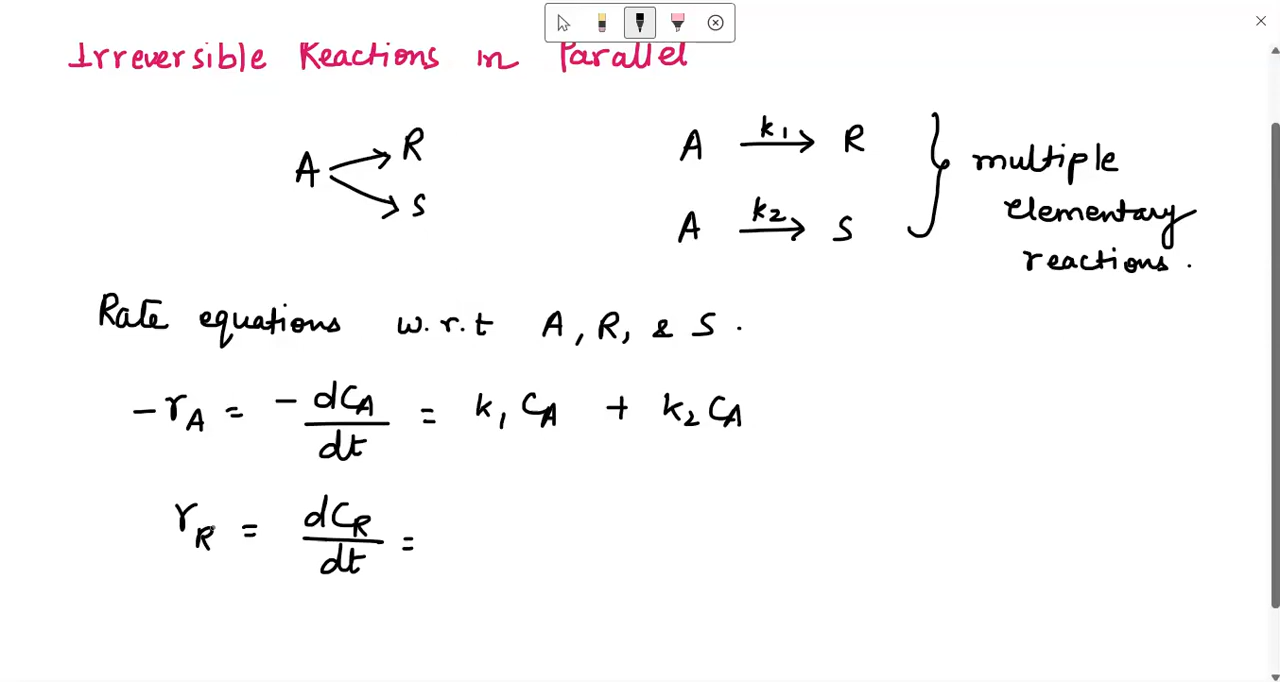 Irreversible Reactions in Parallel
A → R
A → S
A k1→ R
A k2→ S
multiple
elementary
reactions.
Rate equations w.r.t A, R, & S.
-rA = -dCA/dt = k1 CA + k2 CA
rR = dCR/dt =